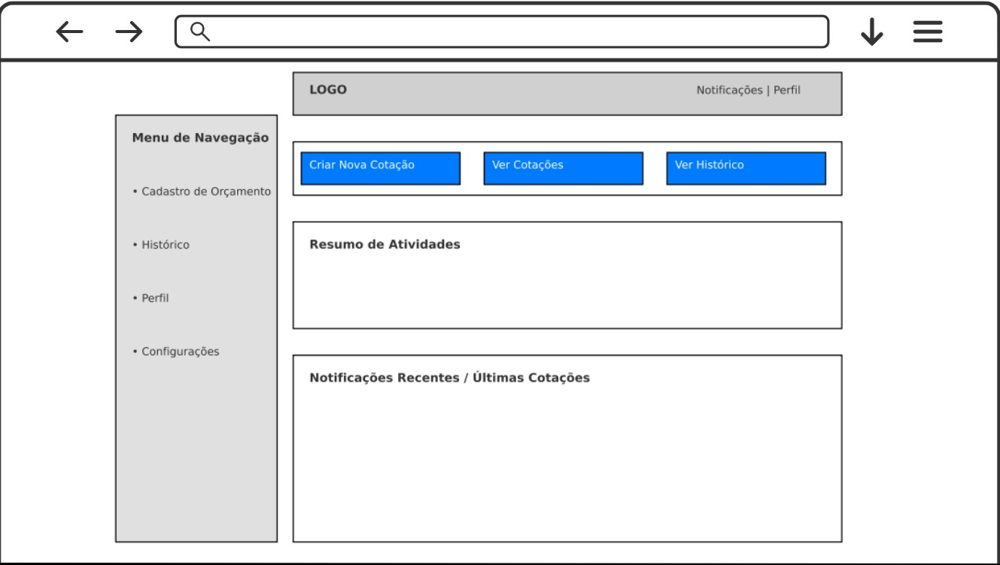 LOGO
Notificações | Perfil
Menu de Navegação
• Cadastro de Orçamento
• Histórico
• Perfil
• Configurações
Criar Nova Cotação
Ver Cotações
Ver Histórico
Resumo de Atividades
Notificações Recentes / Últimas Cotações